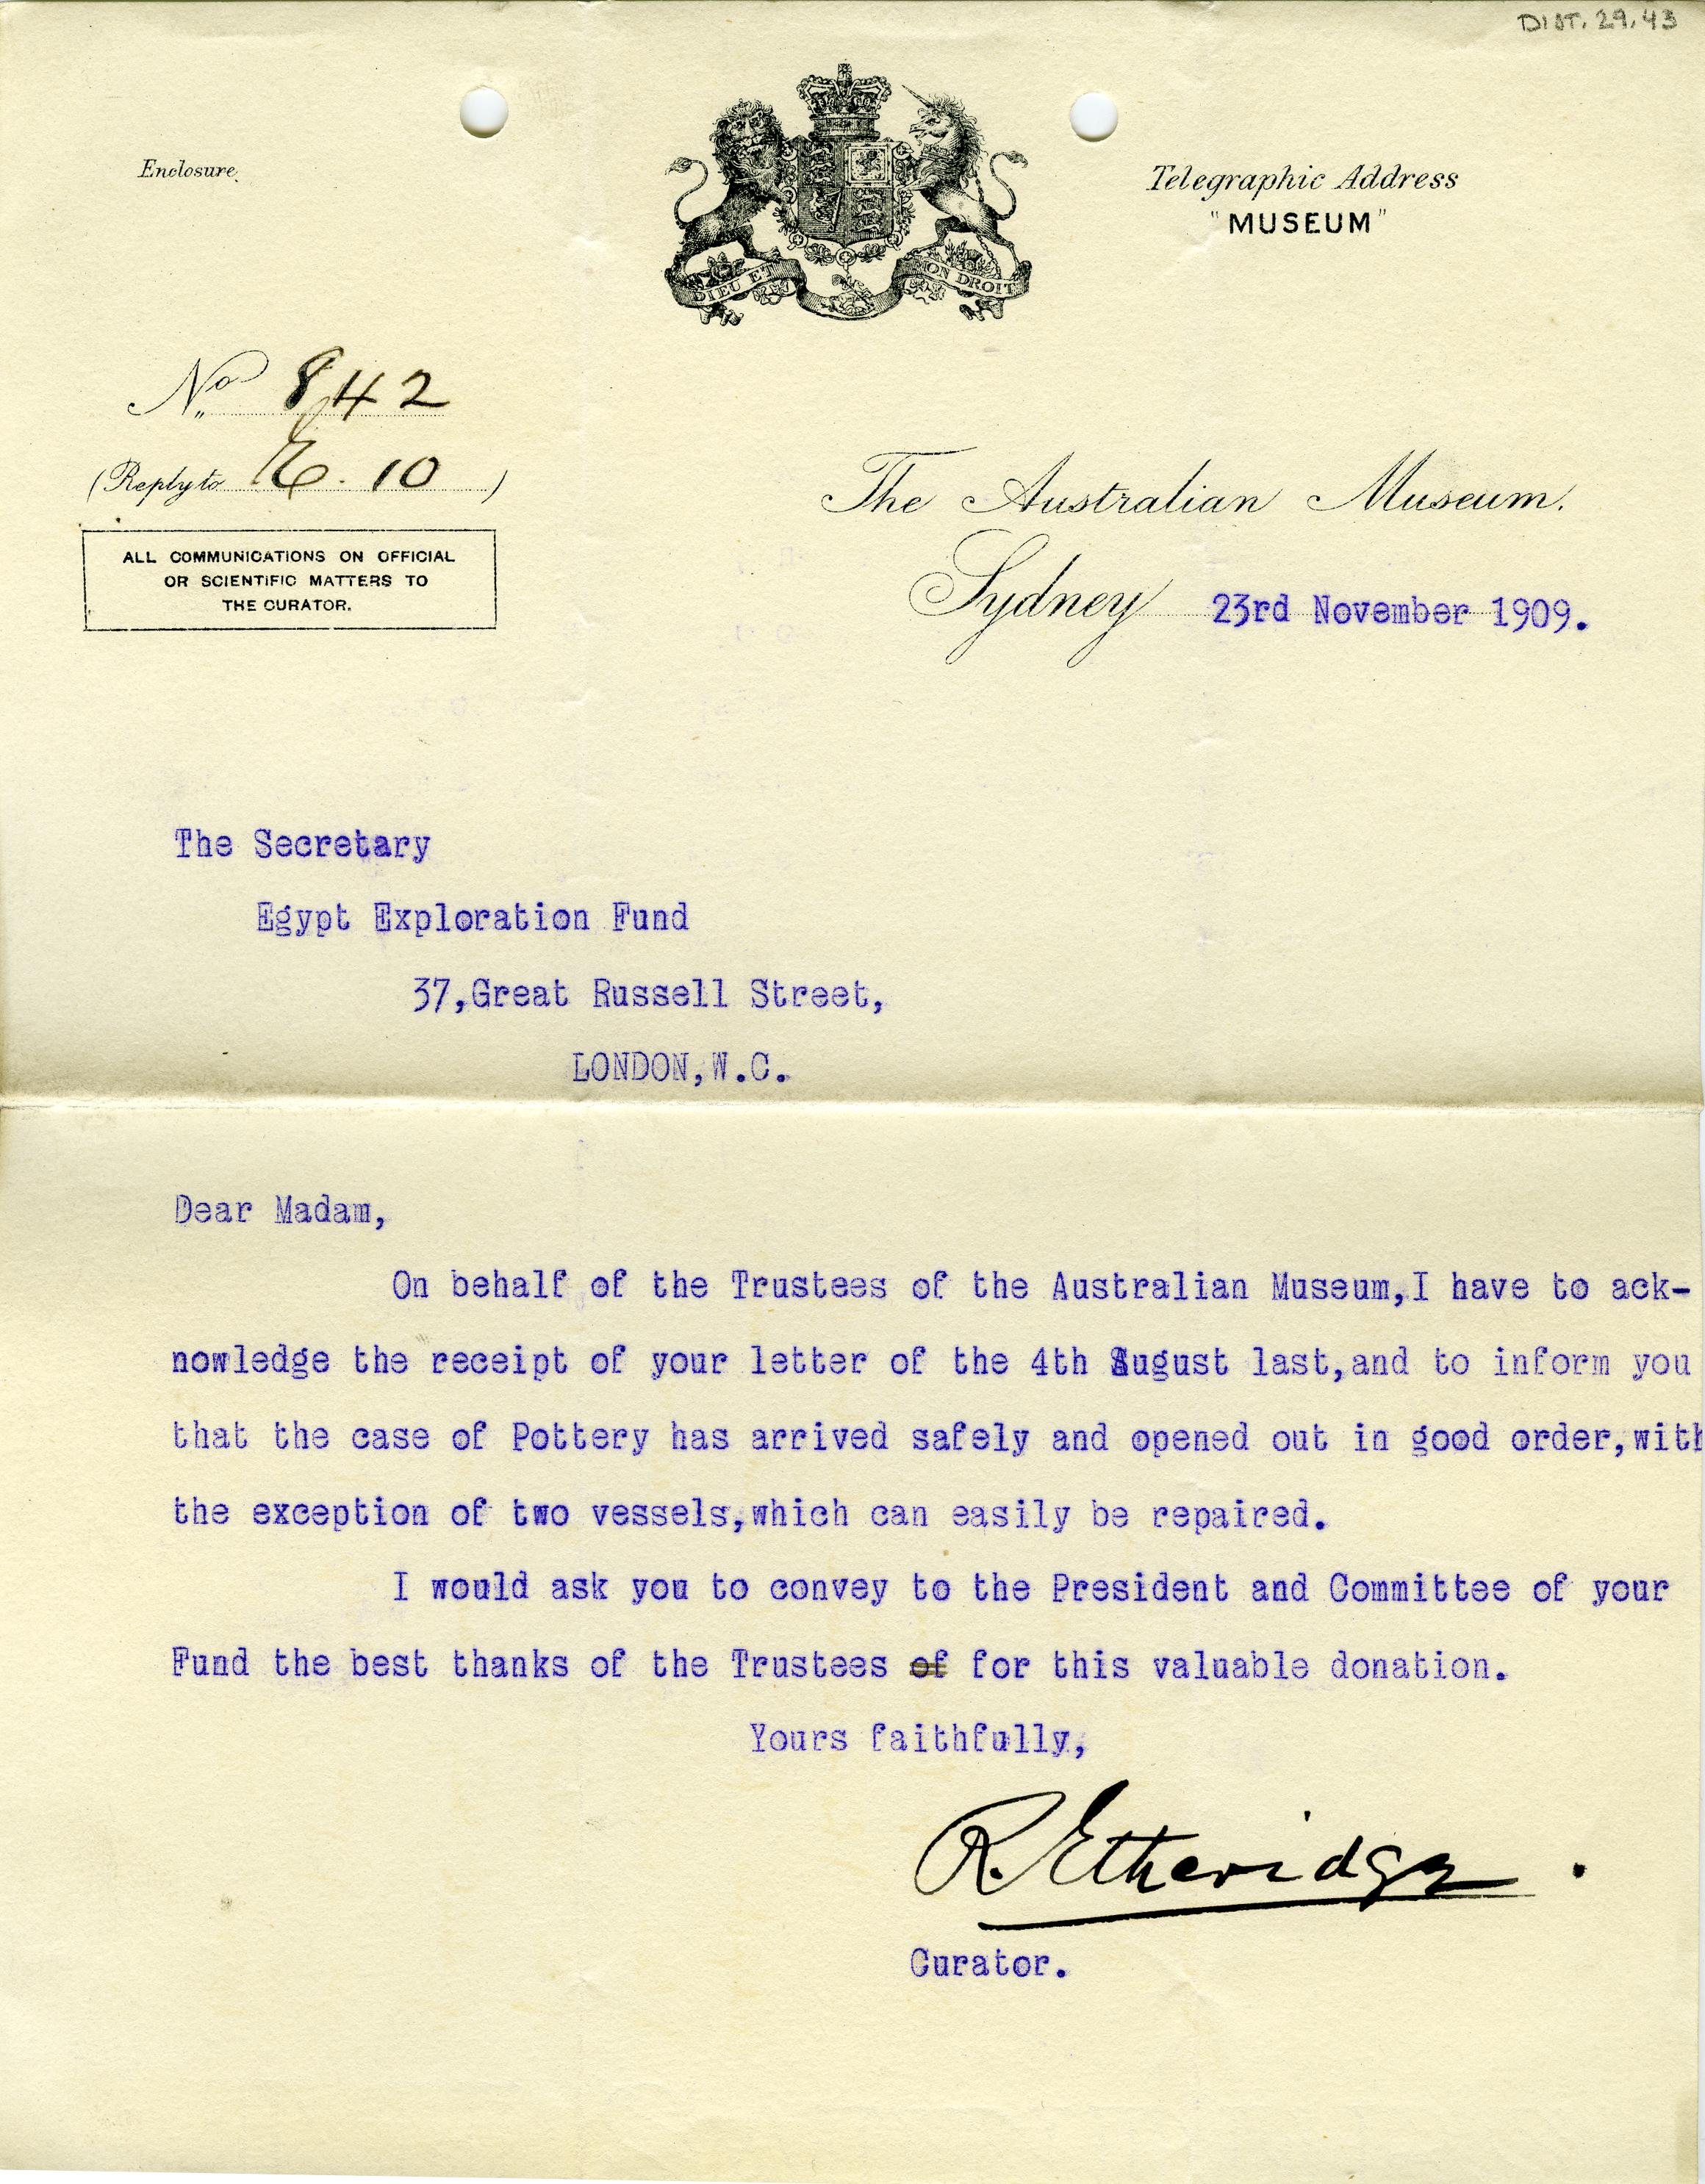 DIST. 29.43
Enclosure.
Telegraphic Address
"MUSEUM"
DIEU ET
ON DROIT
No. 842
(Reply to E. 10)
ALL COMMUNICATIONS ON OFFICIAL
OR SCIENTIFIC MATTERS TO
THE CURATOR.
The Australian Museum.
Sydney 23rd November 1909.
The Secretary
Egypt Exploration Fund
37,Great Russell Street,
LONDON,W.C.
Dear Madam,
On behalf of the Trustees of the Australian Museum,I have to ack-
nowledge the receipt of your letter of the 4th August last,and to inform you
that the case of Pottery has arrived safely and opened out in good order,with
the exception of two vessels,which can easily be repaired.
I would ask you to convey to the President and Committee of your
Fund the best thanks of the Trustees of for this valuable donation.
Yours faithfully,
R. Etheridge.
Curator.